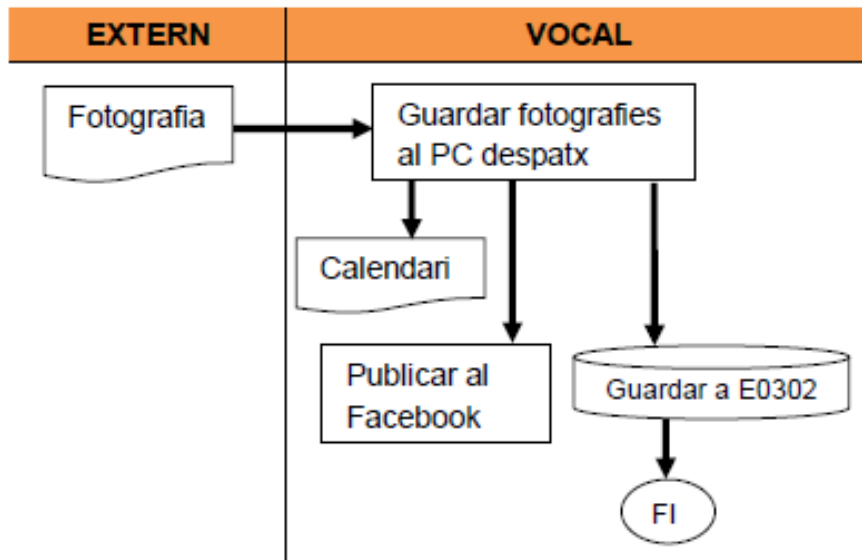 EXTERN
VOCAL
Fotografia
Guardar fotografies
al PC despatx
Calendari
Publicar al
Facebook
Guardar a E0302
FI